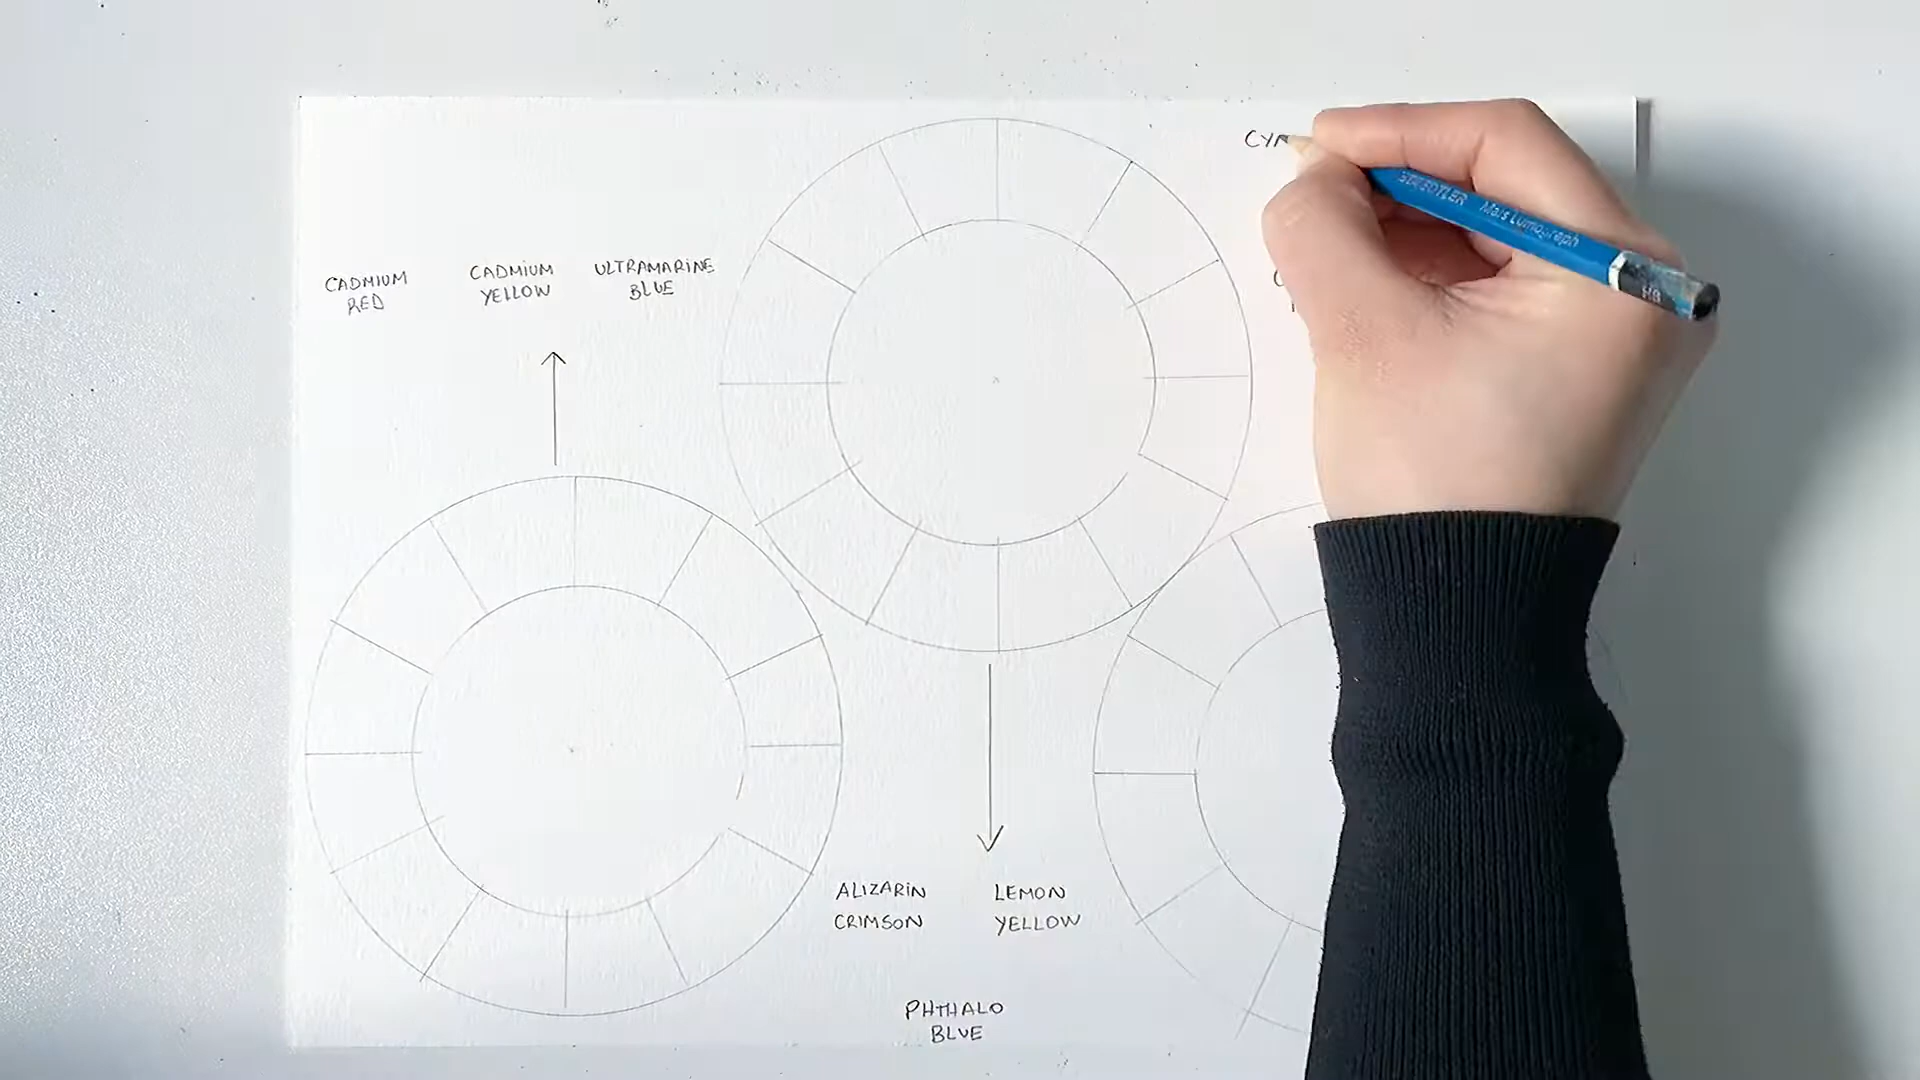 CADMIUM
RED
CADMIUM
YELLOW
ULTRAMARINE
BLUE
ALIZARIN
CRIMSON
LEMON
YELLOW
PHTHALO
BLUE
STAEDTLER Mars Lumograph
HB